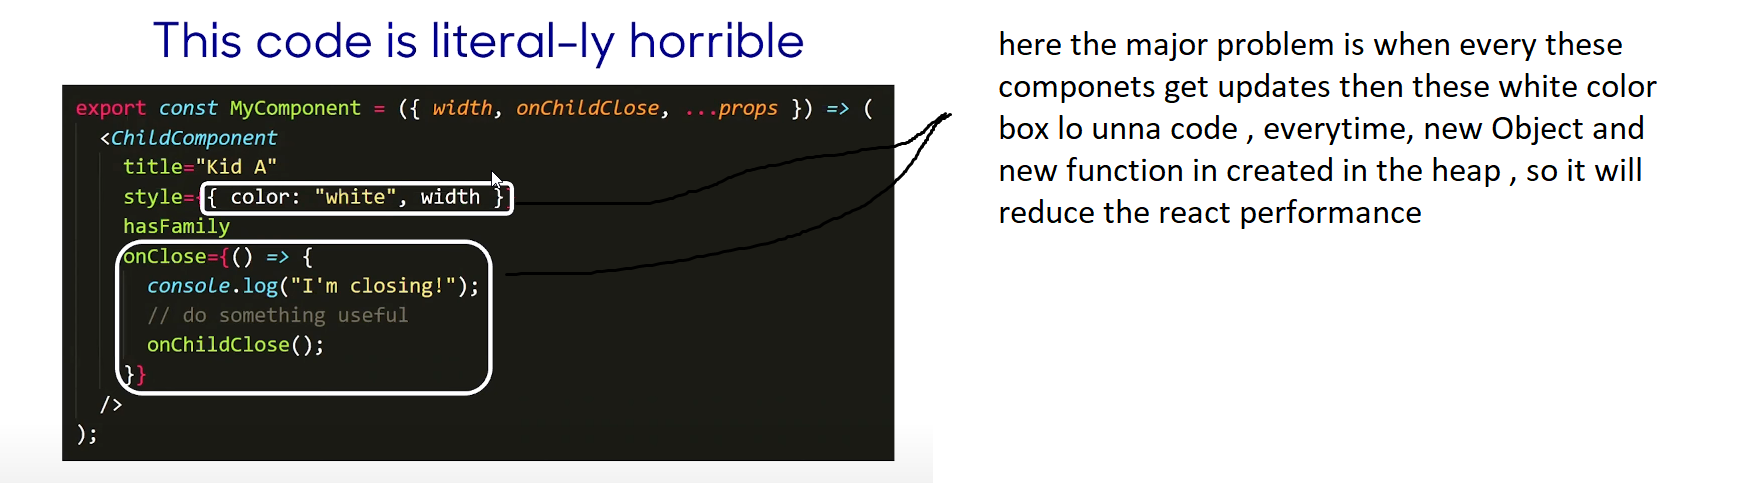 This code is literal-ly horrible
export const MyComponent = ({ width, onChildClose, ...props }) => (
<ChildComponent
title="Kid A"
style={{ color: "white", width }}
hasFamily
onClose={() => {
console.log("I'm closing!");
// do something useful
onChildClose();
}}
/>
);
here the major problem is when every these
componets get updates then these white color
box lo unna code , everytime, new Object and
new function in created in the heap , so it will
reduce the react performance